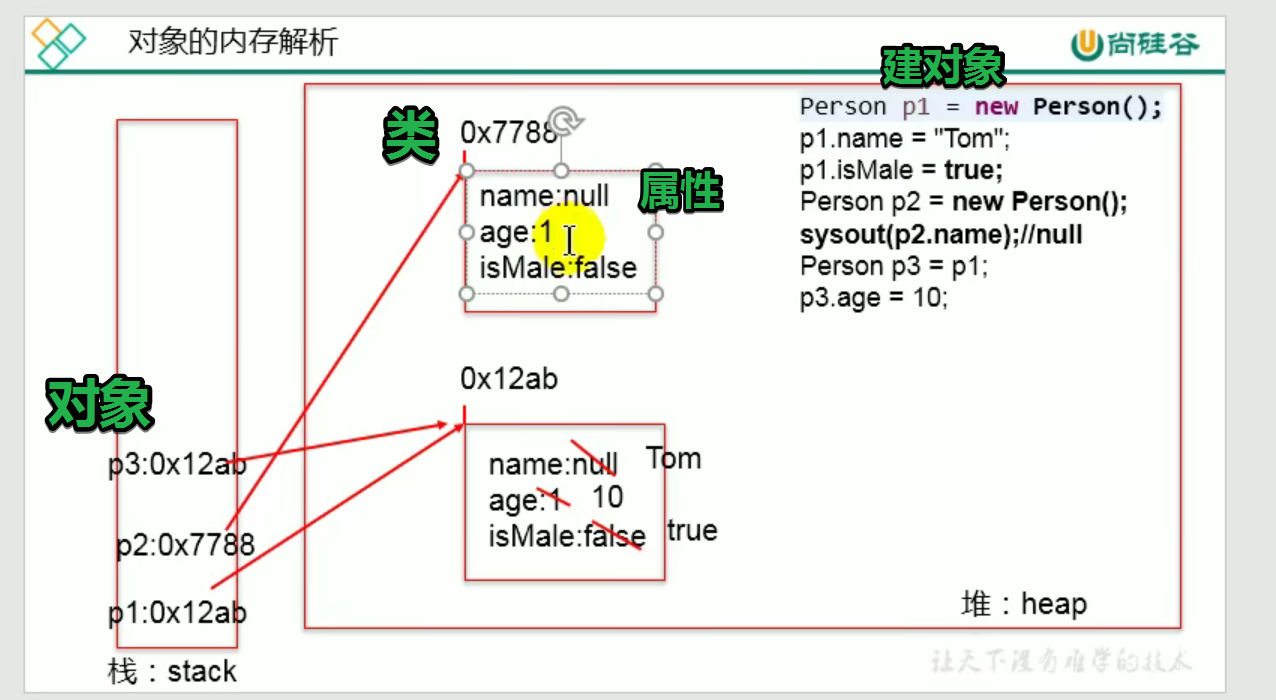 对象的内存解析
尚硅谷
建对象
类
0x7788
Person p1 = new Person();
p1.name = "Tom";
p1.isMale = true;
Person p2 = new Person();
sysout(p2.name);//null
Person p3 = p1;
p3.age = 10;
name:null
属性
age:1
isMale:false
0x12ab
对象
name:null Tom
age:1 10
isMale:false true
p3:0x12ab
p2:0x7788
p1:0x12ab
堆：heap
栈：stack
让天下没有难学的技术